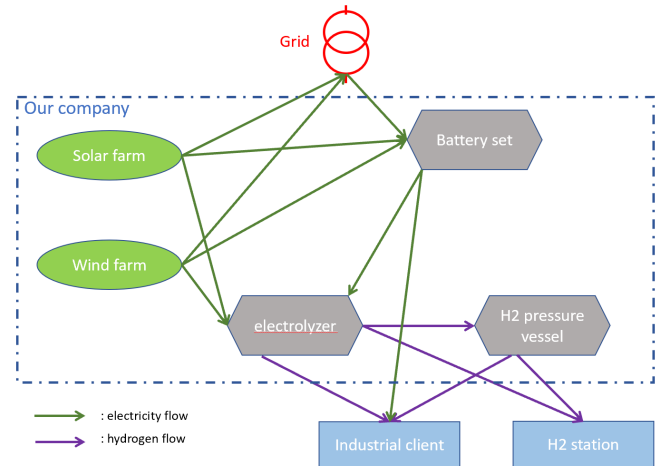 Grid
Our company
Solar farm
Battery set
Wind farm
electrolyzer
H2 pressure
vessel
: electricity flow
: hydrogen flow
Industrial client
H2 station